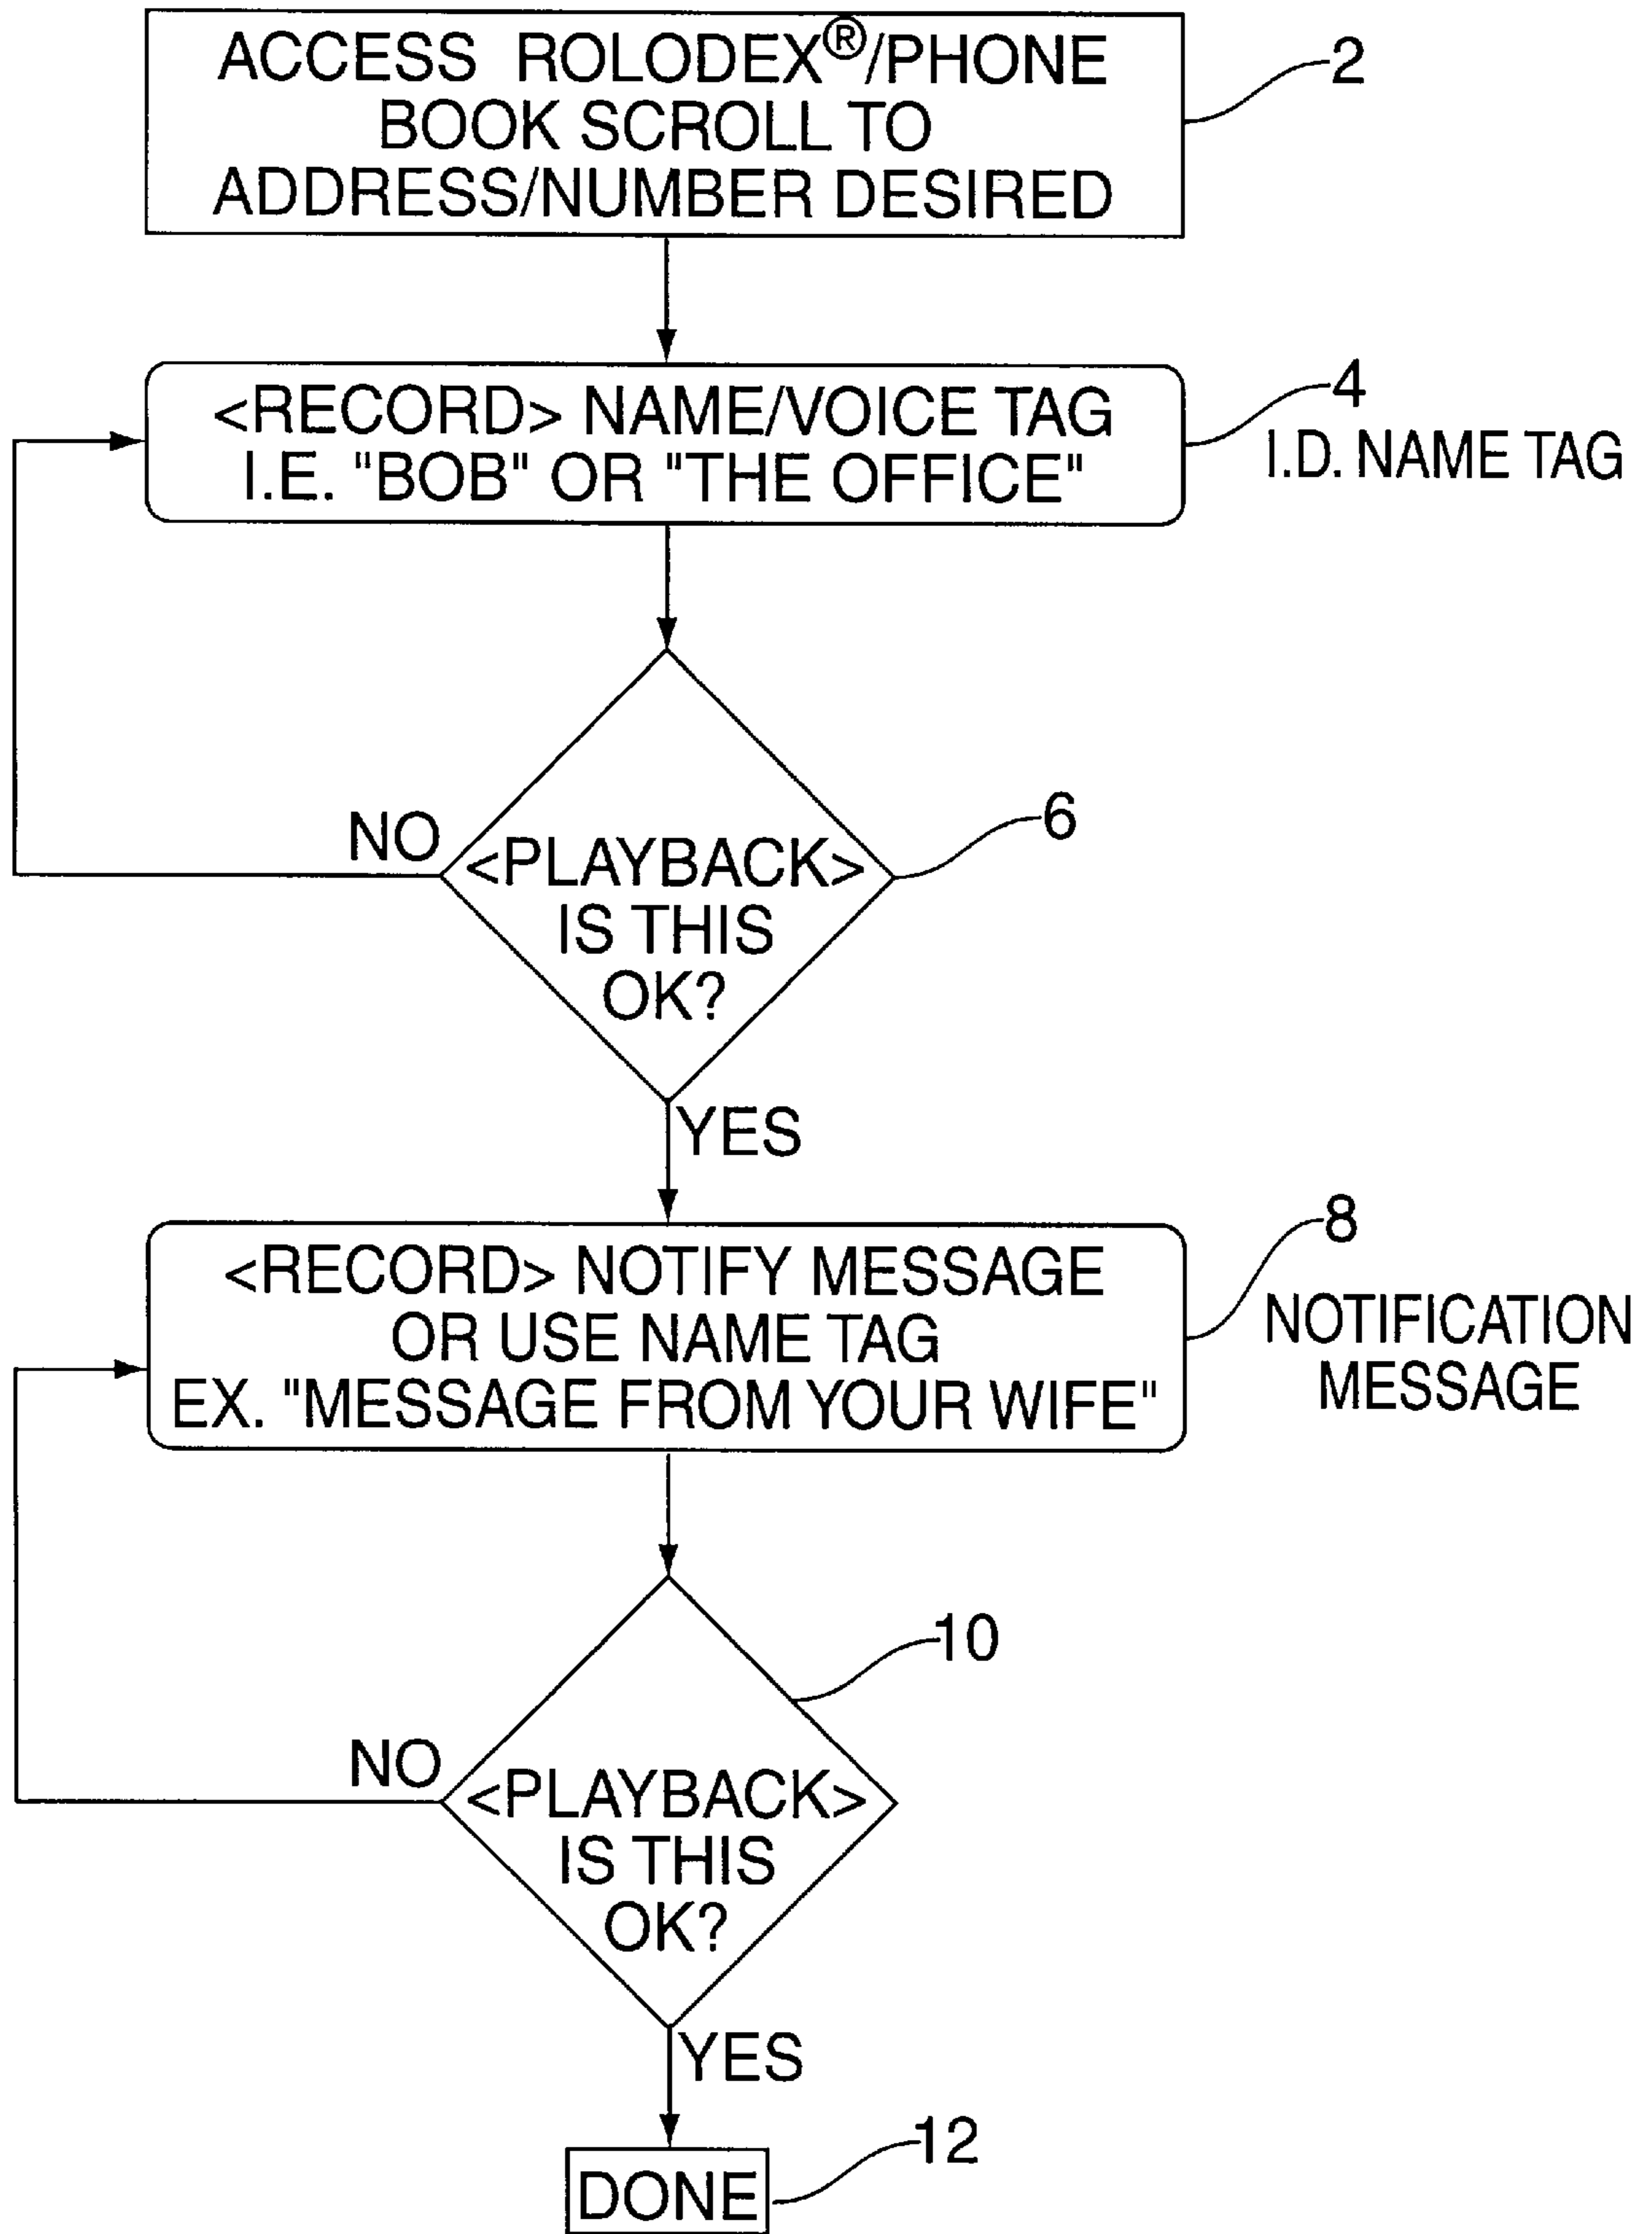 ACCESS ROLODEX®/PHONE
BOOK SCROLL TO
ADDRESS/NUMBER DESIRED
2
<RECORD> NAME/VOICE TAG
I.E. "BOB" OR "THE OFFICE"
4
I.D. NAME TAG
NO
<PLAYBACK>
IS THIS
OK?
6
YES
<RECORD> NOTIFY MESSAGE
OR USE NAME TAG
EX. "MESSAGE FROM YOUR WIFE"
8
NOTIFICATION
MESSAGE
NO
<PLAYBACK>
IS THIS
OK?
10
YES
DONE
12